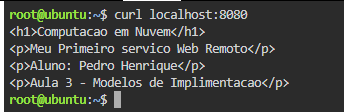 root@ubuntu:~$ curl localhost:8080
<h1>Computacao em Nuvem</h1>
<p>Meu Primeiro servico Web Remoto</p>
<p>Aluno: Pedro Henrique</p>
<p>Aula 3 - Modelos de Implimentacao</p>
root@ubuntu:~$